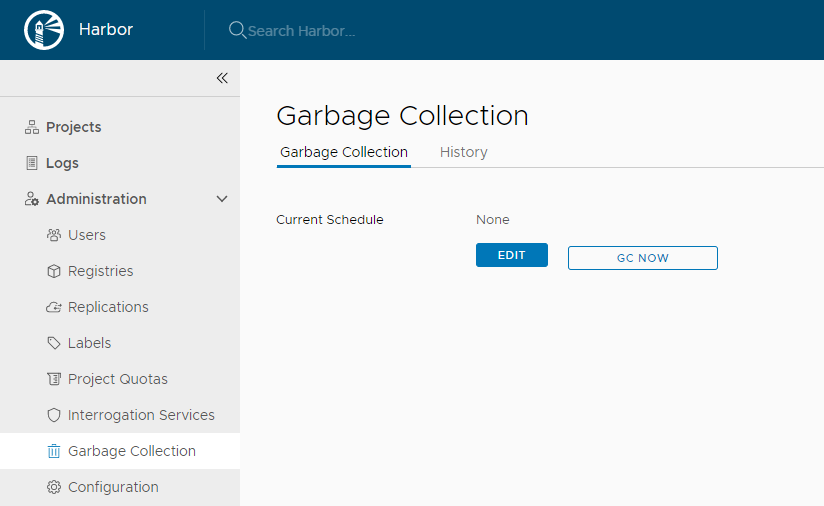 Harbor
Search Harbor...
Projects
Logs
Administration
Users
Registries
Replications
Labels
Project Quotas
Interrogation Services
Garbage Collection
Configuration
Garbage Collection
Garbage Collection History
Current Schedule None
EDIT GC NOW